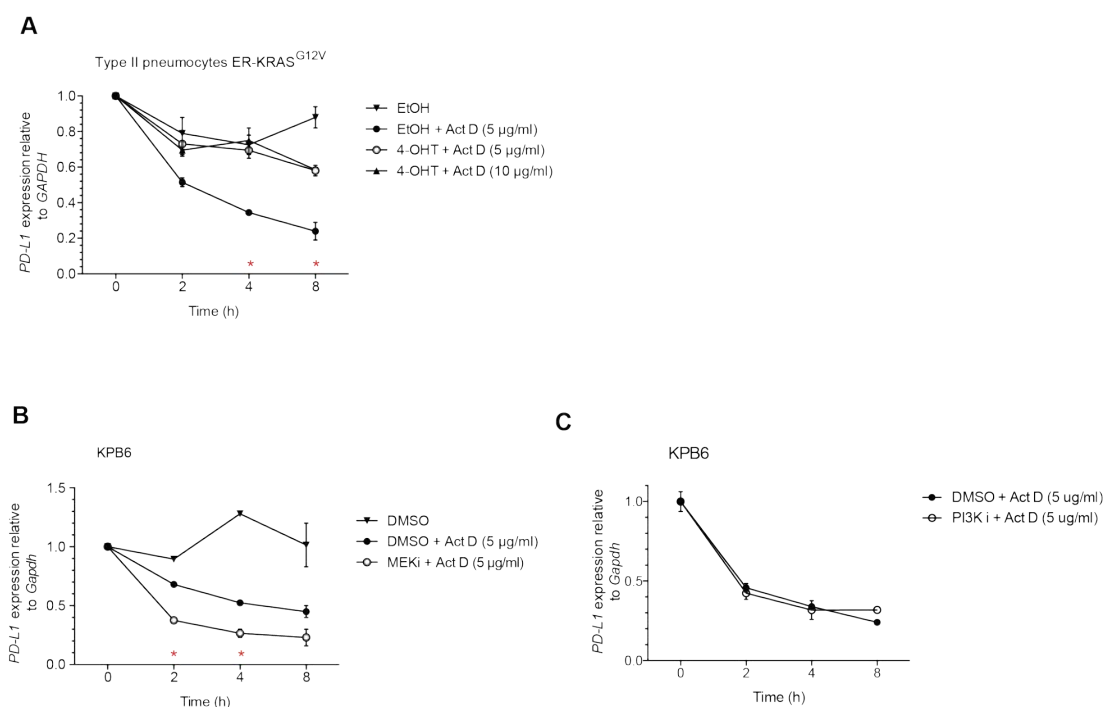 A
Type II pneumocytes ER-KRAS^G12V
PD-L1 expression relative
to GAPDH
1.0
0.8
0.6
0.4
0.2
0.0
* *
0 2 4 8
Time (h)
EtOH
EtOH + Act D (5 µg/ml)
4-OHT + Act D (5 µg/ml)
4-OHT + Act D (10 µg/ml)
B
KPB6
PD-L1 expression relative
to Gapdh
1.5
1.0
0.5
0.0
* *
0 2 4 8
Time (h)
DMSO
DMSO + Act D (5 µg/ml)
MEKi + Act D (5 µg/ml)
C
KPB6
PD-L1 expression relative
to Gapdh
1.0
0.5
0.0
0 2 4 8
Time (h)
DMSO + Act D (5 ug/ml)
PI3K i + Act D (5 ug/ml)